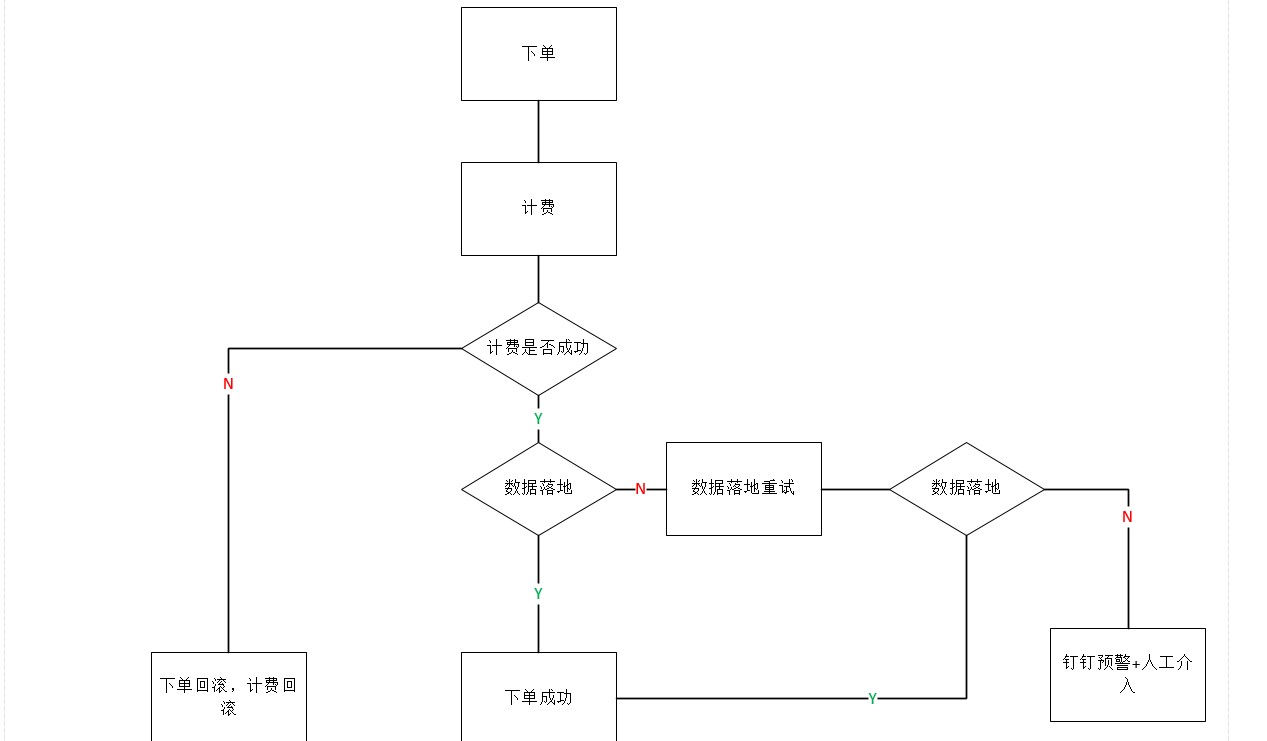 下单
计费
计费是否成功
N
Y
数据落地
N
数据落地重试
数据落地
N
Y
下单回滚，计费回
滚
下单成功
Y
钉钉预警+人工介
入